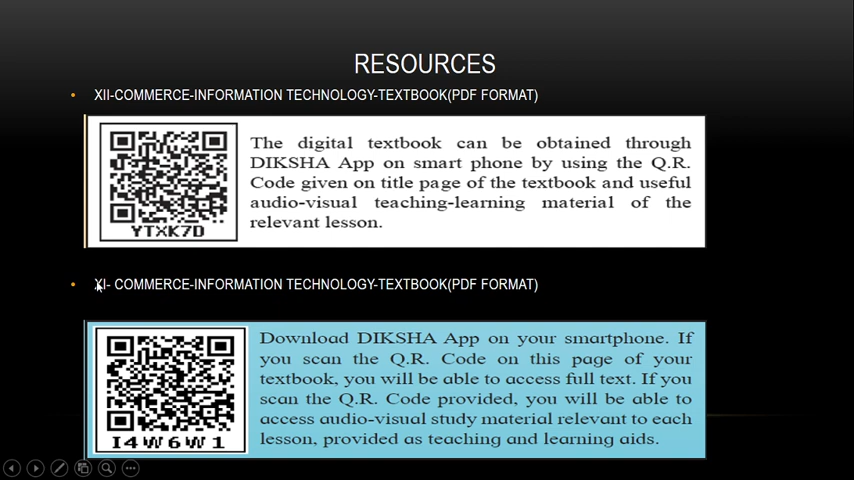 RESOURCES
• XII-COMMERCE-INFORMATION TECHNOLOGY-TEXTBOOK(PDF FORMAT)
The digital textbook can be obtained through
DIKSHA App on smart phone by using the Q.R.
Code given on title page of the textbook and useful
audio-visual teaching-learning material of the
relevant lesson.
YTXK7D
• XI- COMMERCE-INFORMATION TECHNOLOGY-TEXTBOOK(PDF FORMAT)
Download DIKSHA App on your smartphone. If
you scan the Q.R. Code on this page of your
textbook, you will be able to access full text. If you
scan the Q.R. Code provided, you will be able to
access audio-visual study material relevant to each
lesson, provided as teaching and learning aids.
I4W6W1